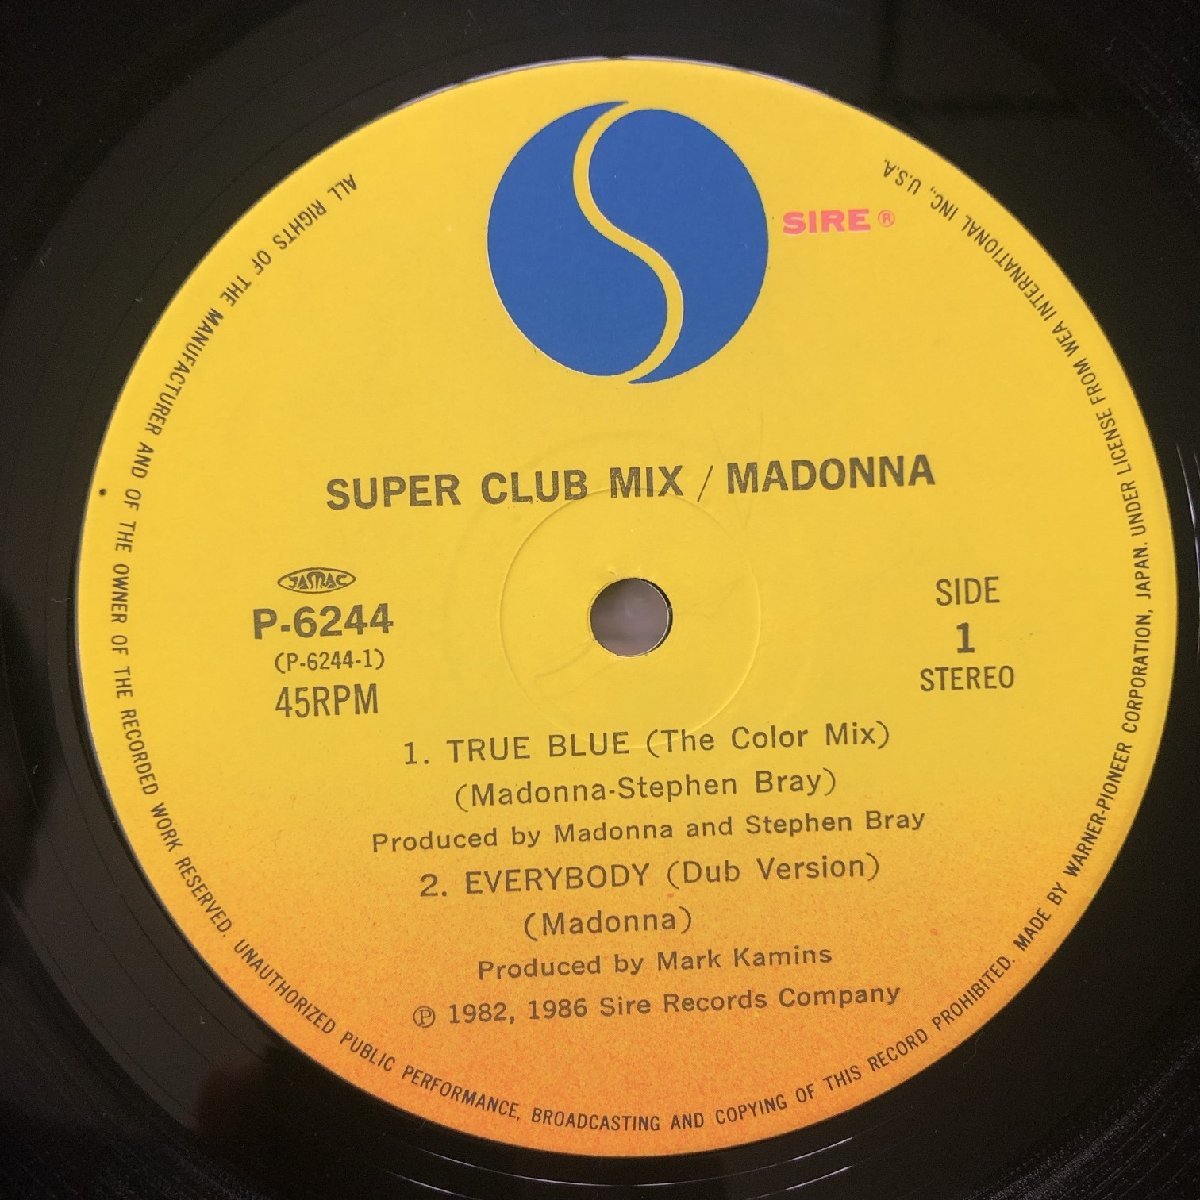 SIRE ®
SUPER CLUB MIX / MADONNA
JASRAC
P-6244
(P-6244-1)
45RPM
SIDE
1
STEREO
1. TRUE BLUE (The Color Mix)
(Madonna-Stephen Bray)
Produced by Madonna and Stephen Bray
2. EVERYBODY (Dub Version)
(Madonna)
Produced by Mark Kamins
Ⓟ 1982, 1986 Sire Records Company
ALL RIGHTS OF THE MANUFACTURER AND OF THE OWNER OF THE RECORDED WORK RESERVED. UNAUTHORIZED PUBLIC PERFORMANCE, BROADCASTING AND COPYING OF THIS RECORD PROHIBITED. MADE BY WARNER-PIONEER CORPORATION, JAPAN. UNDER LICENSE FROM WEA INTERNATIONAL INC., U.S.A.